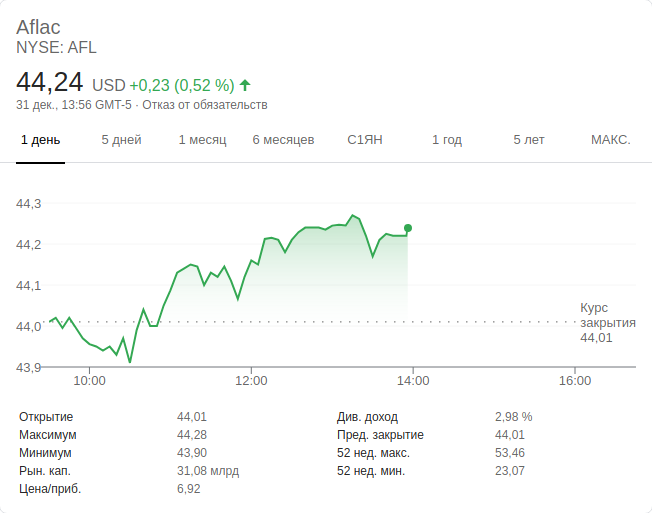 Aflac
NYSE: AFL
44,24 USD +0,23 (0,52 %)
31 дек., 13:56 GMT-5 · Отказ от обязательств
1 день 5 дней 1 месяц 6 месяцев С1ЯН 1 год 5 лет МАКС.
44,3
44,2
44,1
44,0
43,9
Курс
закрытия
44,01
10:00 12:00 14:00 16:00
Открытие 44,01 Див. доход 2,98 %
Максимум 44,28 Пред. закрытие 44,01
Минимум 43,90 52 нед. макс. 53,46
Рын. кап. 31,08 млрд 52 нед. мин. 23,07
Цена/приб. 6,92